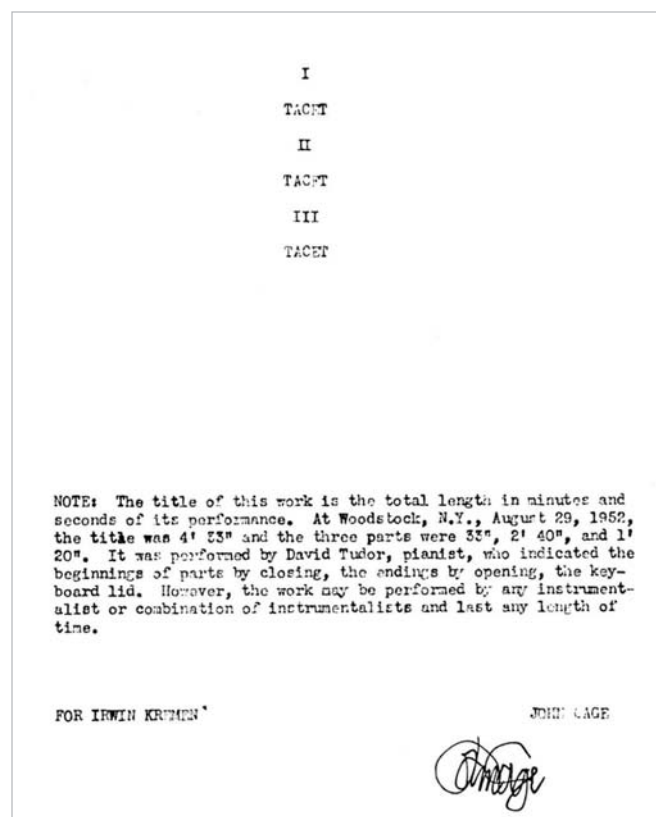 I
TACET
II
TACET
III
TACET
NOTE: The title of this work is the total length in minutes and
seconds of its performance. At Woodstock, N.Y., August 29, 1952,
the title was 4' 33" and the three parts were 33", 2' 40", and 1'
20". It was performed by David Tudor, pianist, who indicated the
beginnings of parts by closing, the endings by opening, the key-
board lid. However, the work may be performed by any instrument-
alist or combination of instrumentalists and last any length of
time.
FOR IRWIN KREMEN JOHN CAGE